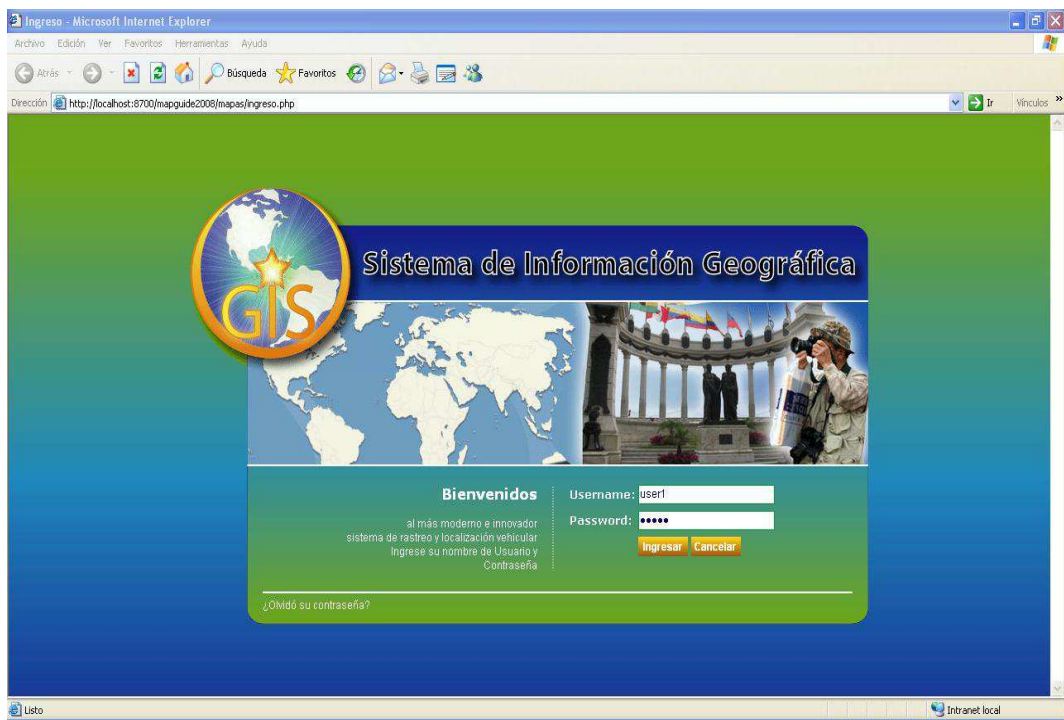 Ingreso - Microsoft Internet Explorer
Archivo Edición Ver Favoritos Herramientas Ayuda
Atrás Búsqueda Favoritos
Dirección http://localhost:8700/mapguide2008/mapas/ingreso.php Ir Vínculos »
Sistema de Información Geográfica
GIS
Bienvenidos
al más moderno e innovador
sistema de rastreo y localización vehicular
Ingrese su nombre de Usuario y
Contraseña
Username: user1
Password: •••••
Ingresar Cancelar
¿Olvidó su contraseña?
Listo Intranet local